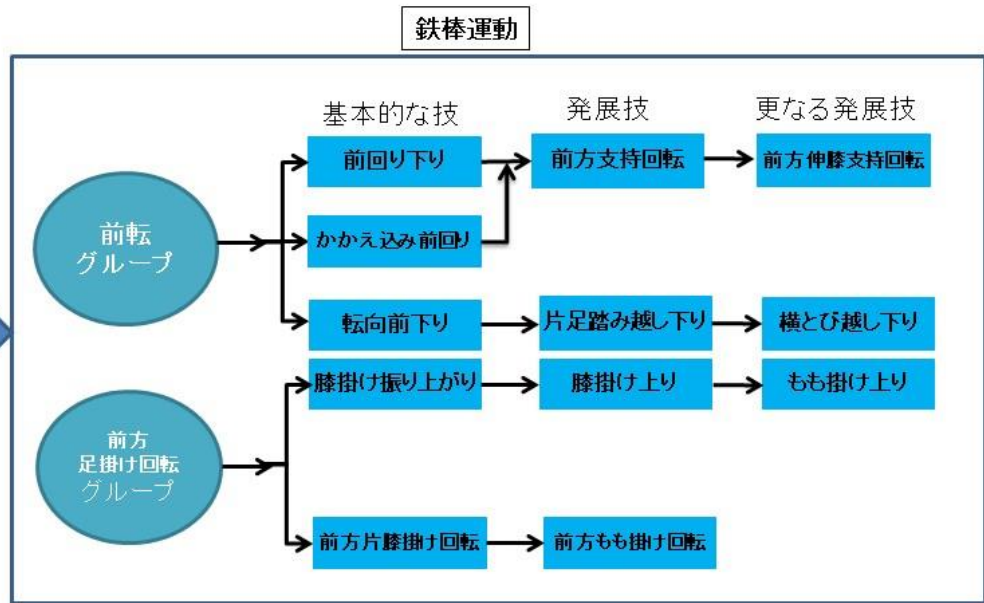 鉄棒運動
基本的な技
発展技
更なる発展技
前転
グループ
前回り下り
前方支持回転
前方伸膝支持回転
かかえ込み前回り
転向前下り
片足踏み越し下り
横とび越し下り
前方
足掛け回転
グループ
膝掛け振り上がり
膝掛け上り
もも掛け上り
前方片膝掛け回転
前方もも掛け回転